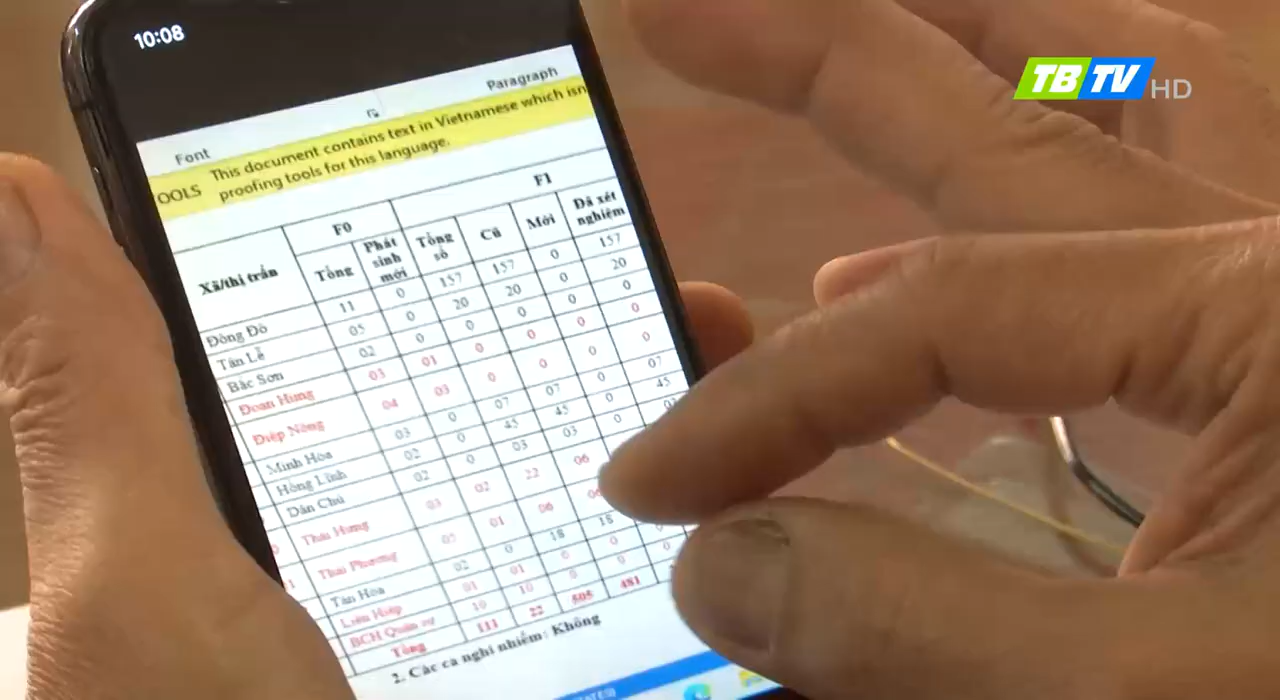 10:08
TBTV HD
Font Paragraph
OOLS This document contains text in Vietnamese which isn
proofing tools for this language.
Xã/thị trấn F0 F1
Tổng Phát sinh mới Tổng số Cũ Mới Đã xét nghiệm
Đông Đô 11 0 157 157 0 157
Tân Lễ 05 0 20 20 0 20
Bắc Sơn 02 0 0 0 0 0
Đoan Hùng 03 01 0 0 0 0
Điệp Nông 04 03 0 0 0 0
Minh Hòa 03 0 07 07 0 07
Hồng Lĩnh 02 0 45 45 0 45
Dân Chủ 02 0 03 03 0
Thái Hưng 03 02 22 06
Thái Phương 05 01 06
Tân Hòa 02 0 18 18 0
Liên Hiệp 01 01 0 0 0
BCH Quân sự 10 10 0 0
Tổng 111 22 505 481
2. Các ca nghi nhiễm: Không